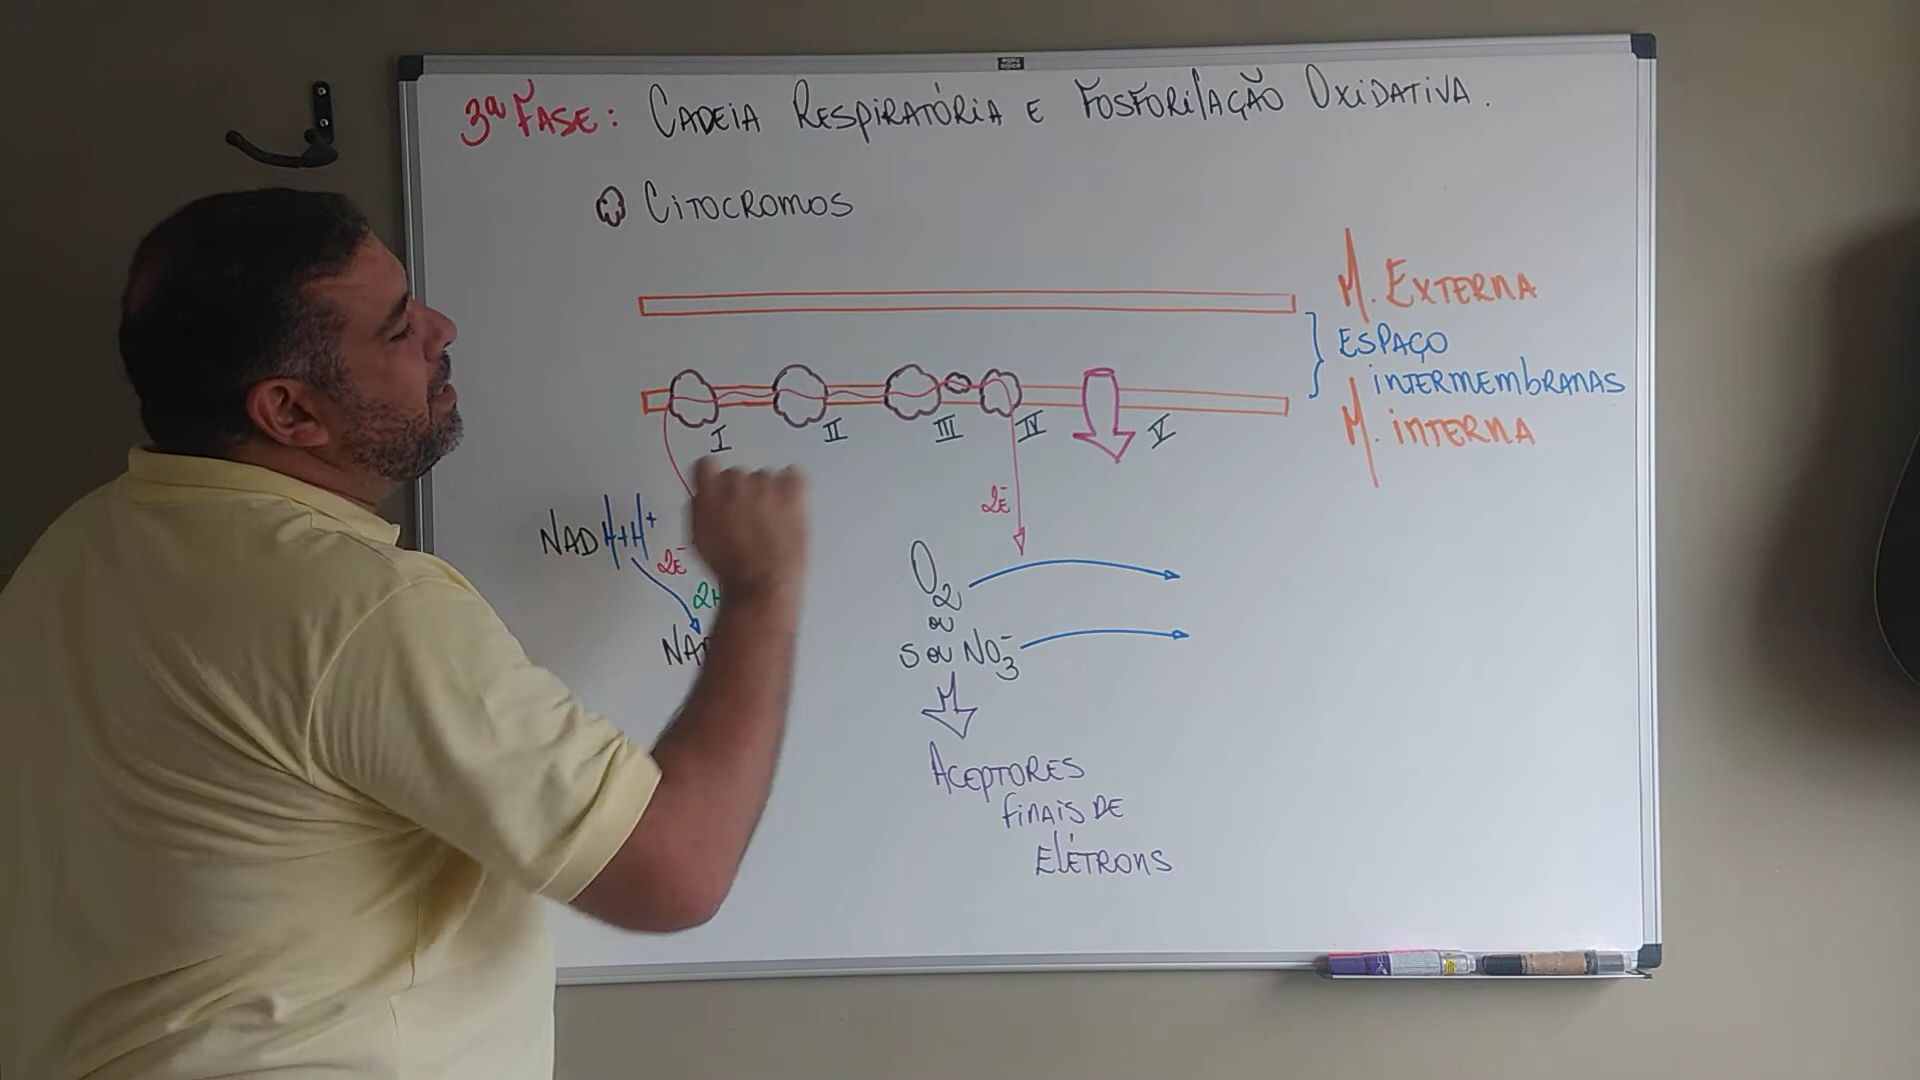 3ª FASE: CADEIA RESPIRATÓRIA E FOSFORILAÇÃO OXIDATIVA.
CITOCROMOS
M. EXTERNA
ESPAÇO
INTERMEMBRANAS
M. INTERNA
I II III IV V
NADH+H+
2E-
2E-
O2
OU
S OU NO3-
ACEPTORES
FINAIS DE
ELÉTRONS